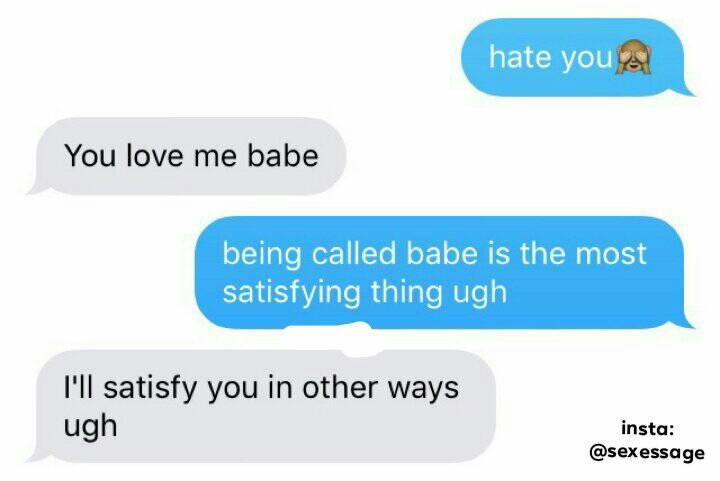 hate you🙈
You love me babe
being called babe is the most
satisfying thing ugh
I'll satisfy you in other ways
ugh
insta:
@sexessage